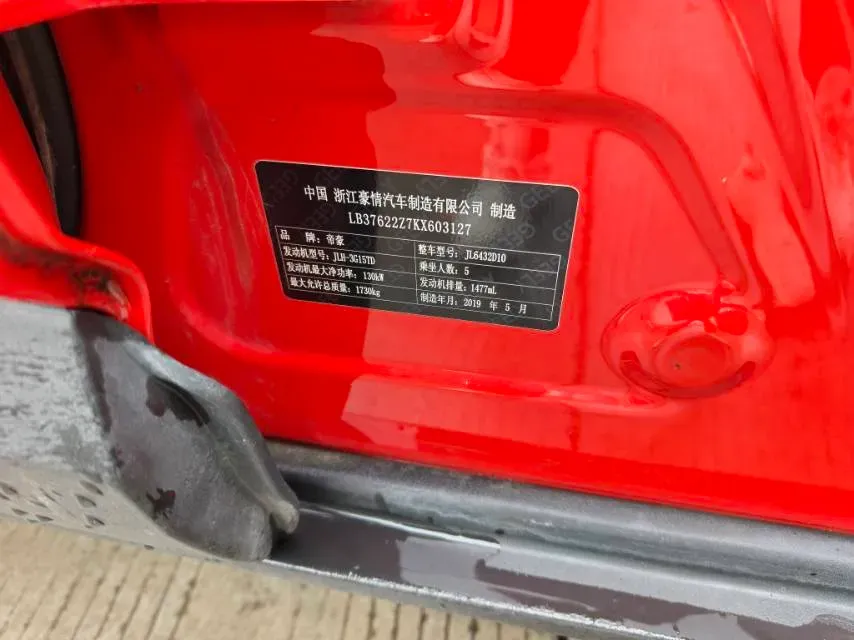 中国 浙江豪情汽车制造有限公司 制造
LB37622Z7KX603127
品 牌: 帝豪
整车型号: JL6432D10
发动机型号: JLH-3G15TD
乘坐人数: 5
发动机最大净功率: 130kW
发动机排量: 1477mL
最大允许总质量: 1730kg
制造年月: 2019 年 5 月